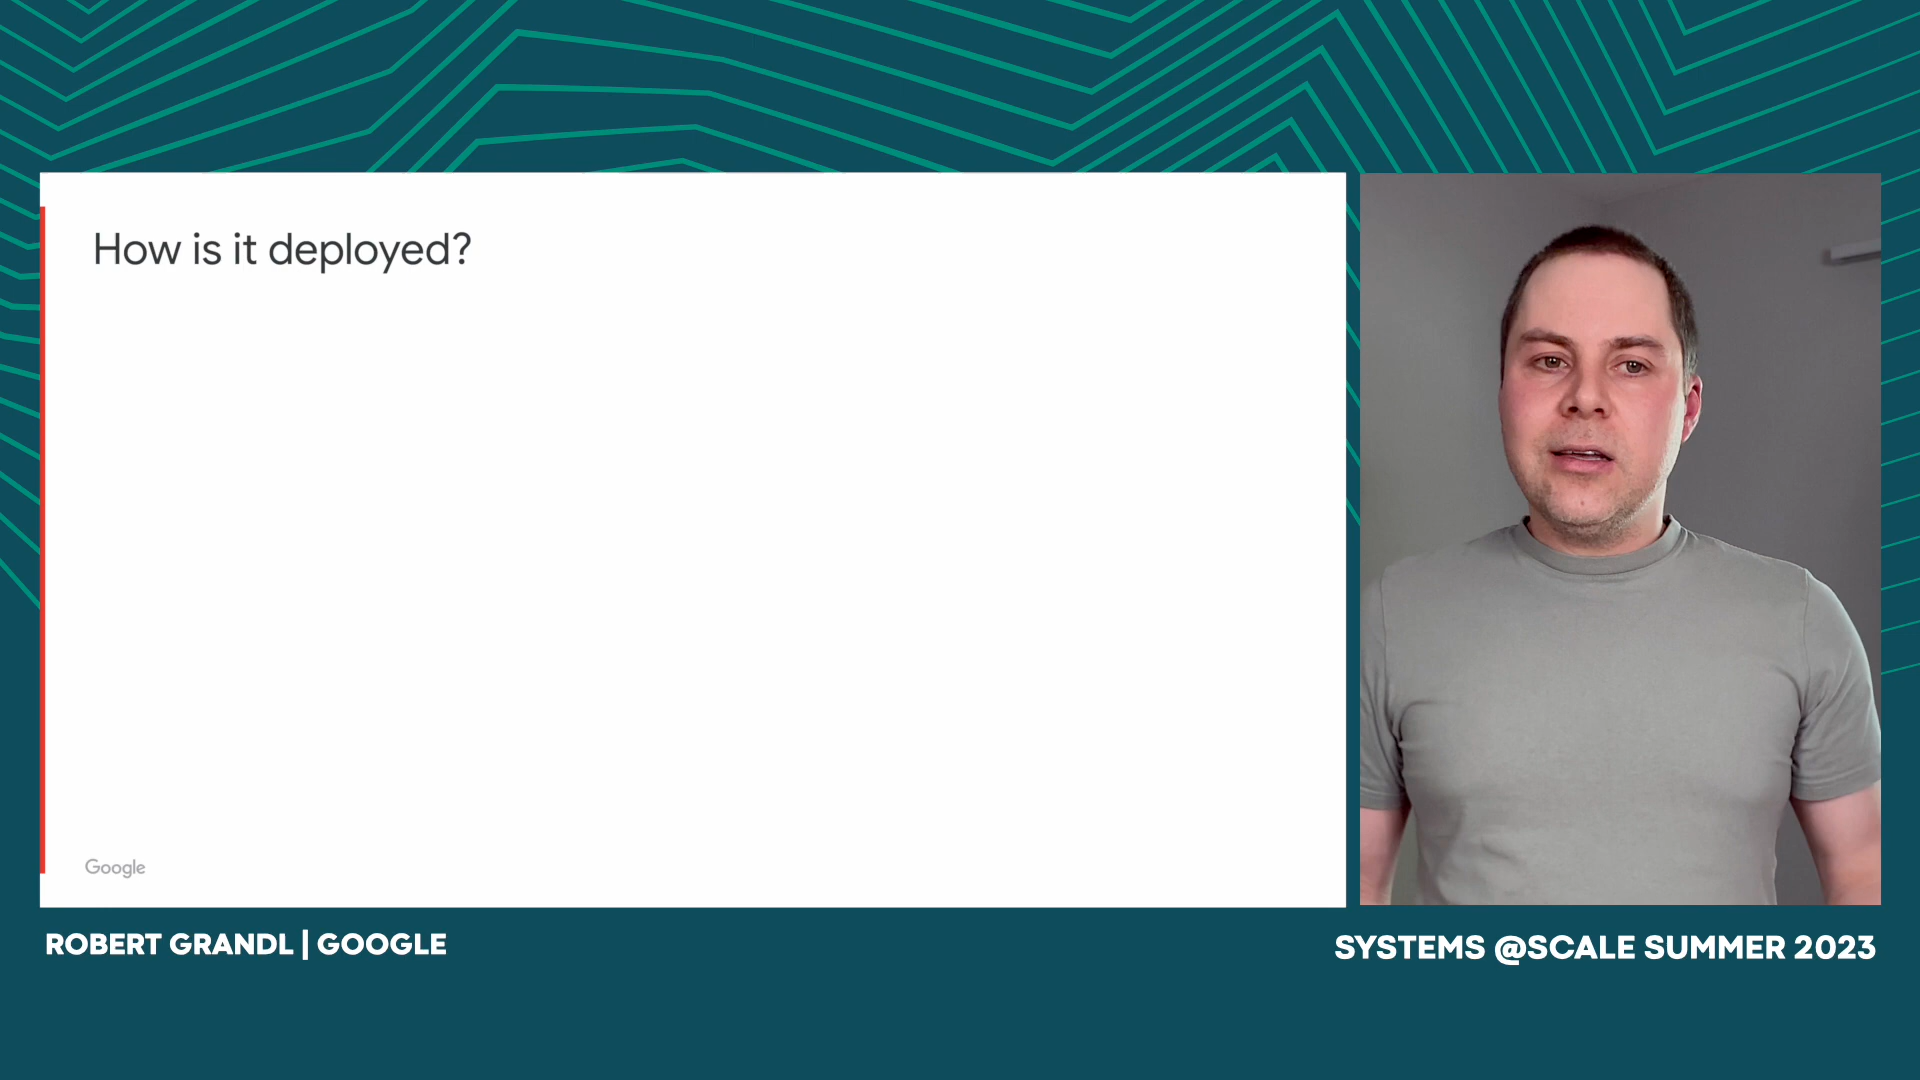 How is it deployed?
Google
ROBERT GRANDL | GOOGLE
SYSTEMS @SCALE SUMMER 2023